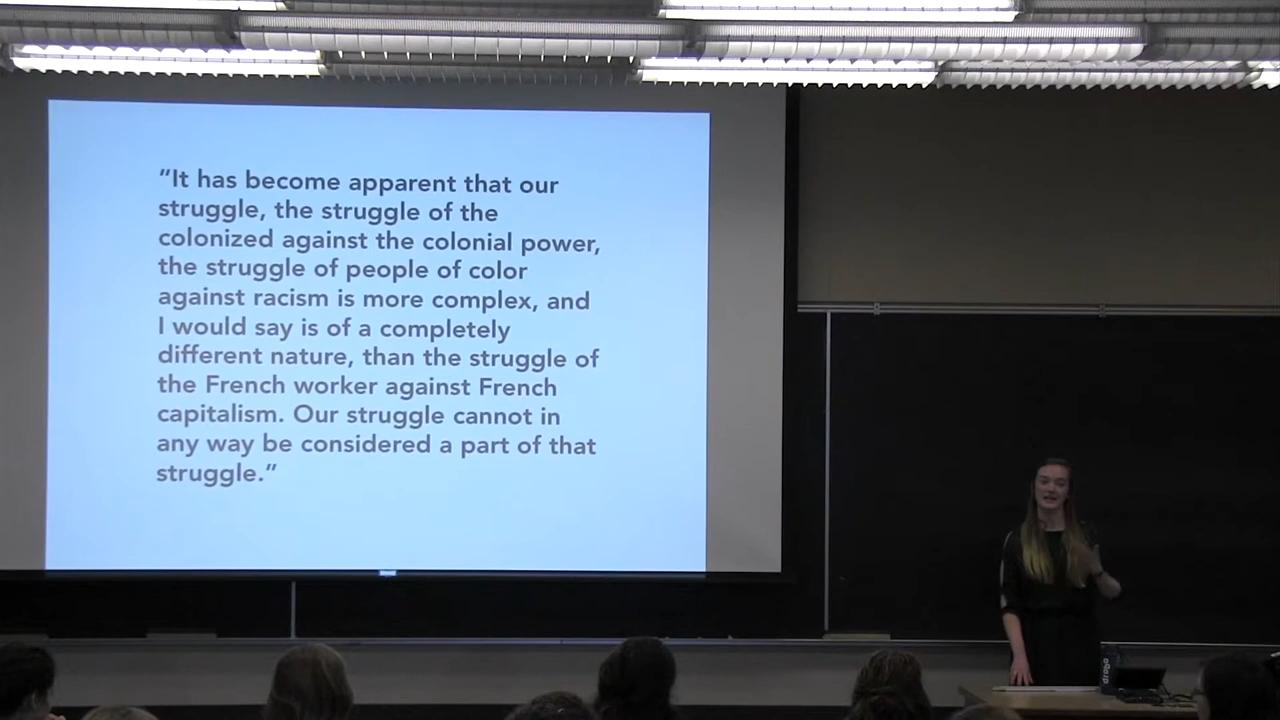 “It has become apparent that our
struggle, the struggle of the
colonized against the colonial power,
the struggle of people of color
against racism is more complex, and
I would say is of a completely
different nature, than the struggle of
the French worker against French
capitalism. Our struggle cannot in
any way be considered a part of that
struggle.”
drobo